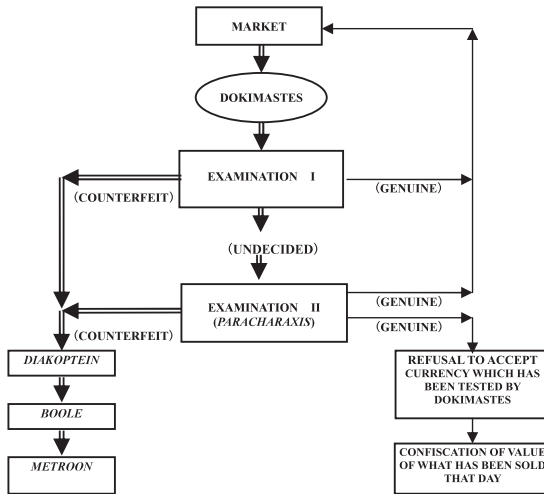 MARKET
DOKIMASTES
EXAMINATION I
(COUNTERFEIT)
(GENUINE)
(UNDECIDED)
EXAMINATION II
(PARACHARAXIS)
(GENUINE)
(COUNTERFEIT)
(GENUINE)
DIAKOPTEIN
BOOLE
METROON
REFUSAL TO ACCEPT
CURRENCY WHICH HAS
BEEN TESTED BY
DOKIMASTES
CONFISCATION OF VALUE
OF WHAT HAS BEEN SOLD
THAT DAY